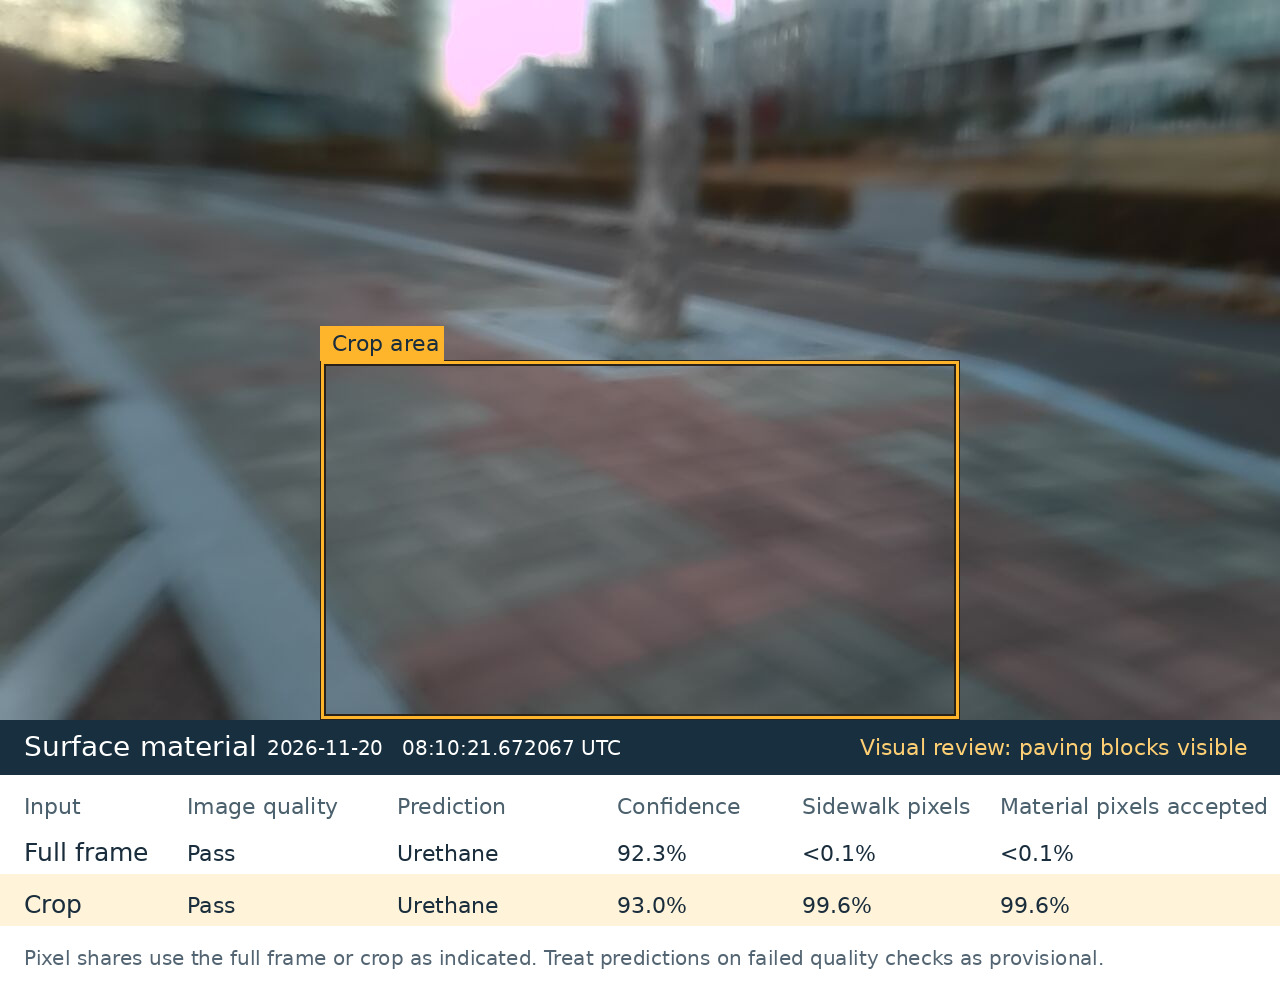 Crop area
Surface material 2026-11-20 08:10:21.672067 UTC Visual review: paving blocks visible
Input Image quality Prediction Confidence Sidewalk pixels Material pixels accepted
Full frame Pass Urethane 92.3% <0.1% <0.1%
Crop Pass Urethane 93.0% 99.6% 99.6%
Pixel shares use the full frame or crop as indicated. Treat predictions on failed quality checks as provisional.